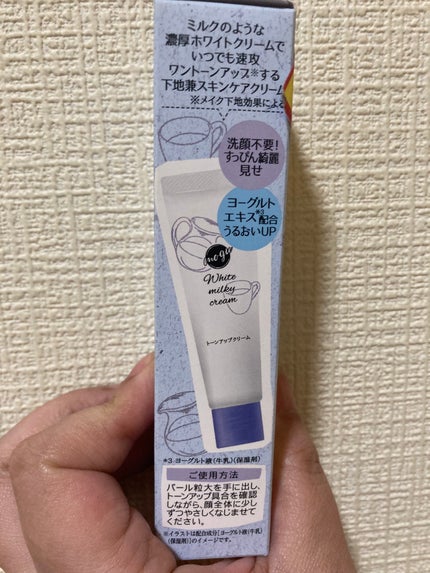 ミルクのような
濃厚ホワイトクリームで
いつでも速攻
ワントーンアップ※する
下地兼スキンケアクリーム
※メイク下地効果による
洗顔不要!
すっぴん綺麗
見せ
ヨーグルト
エキス*3配合
うるおいUP
White
milky
cream
トーンアップクリーム
*3 ヨーグルト液(牛乳)(保湿剤)
ご使用方法
パール粒大を手に出し、
トーンアップ具合を確認
しながら、顔全体に少し
ずつやさしくなじませて
ください。
※イラストは配合成分[ヨーグルト液(牛乳)
(保湿剤)]のイメージです。